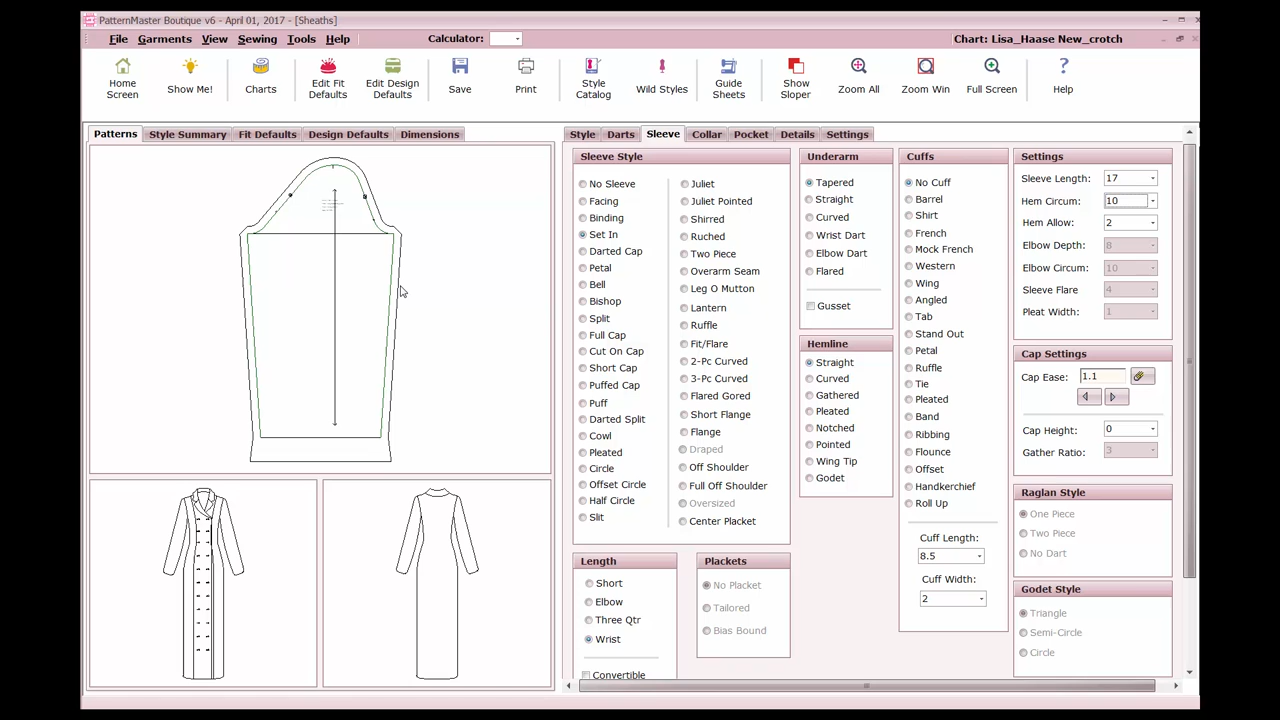 PatternMaster Boutique v6 - April 01, 2017 - [Sheaths]
File Garments View Sewing Tools Help Calculator: Chart: Lisa_Haase New_crotch
Home Screen
Show Me!
Charts
Edit Fit Defaults
Edit Design Defaults
Save
Print
Style Catalog
Wild Styles
Guide Sheets
Show Sloper
Zoom All
Zoom Win
Full Screen
Help
Patterns Style Summary Fit Defaults Design Defaults Dimensions
Style Darts Sleeve Collar Pocket Details Settings
Sleeve Style
No Sleeve
Facing
Binding
Set In
Darted Cap
Petal
Bell
Bishop
Split
Full Cap
Cut On Cap
Short Cap
Puffed Cap
Puff
Darted Split
Cowl
Pleated
Circle
Offset Circle
Half Circle
Slit
Juliet
Juliet Pointed
Shirred
Ruched
Two Piece
Overarm Seam
Leg O Mutton
Lantern
Ruffle
Fit/Flare
2-Pc Curved
3-Pc Curved
Flared Gored
Short Flange
Flange
Draped
Off Shoulder
Full Off Shoulder
Oversized
Center Placket
Length
Short
Elbow
Three Qtr
Wrist
Convertible
Plackets
No Placket
Tailored
Bias Bound
Underarm
Tapered
Straight
Curved
Wrist Dart
Elbow Dart
Flared
Gusset
Hemline
Straight
Curved
Gathered
Pleated
Notched
Pointed
Wing Tip
Godet
Cuffs
No Cuff
Barrel
Shirt
French
Mock French
Western
Wing
Angled
Tab
Stand Out
Petal
Ruffle
Tie
Pleated
Band
Ribbing
Flounce
Offset
Handkerchief
Roll Up
Cuff Length:
8.5
Cuff Width:
2
Settings
Sleeve Length: 17
Hem Circum: 10
Hem Allow: 2
Elbow Depth: 8
Elbow Circum: 10
Sleeve Flare 4
Pleat Width: 1
Cap Settings
Cap Ease: 1.1
Cap Height: 0
Gather Ratio: 3
Raglan Style
One Piece
Two Piece
No Dart
Godet Style
Triangle
Semi-Circle
Circle